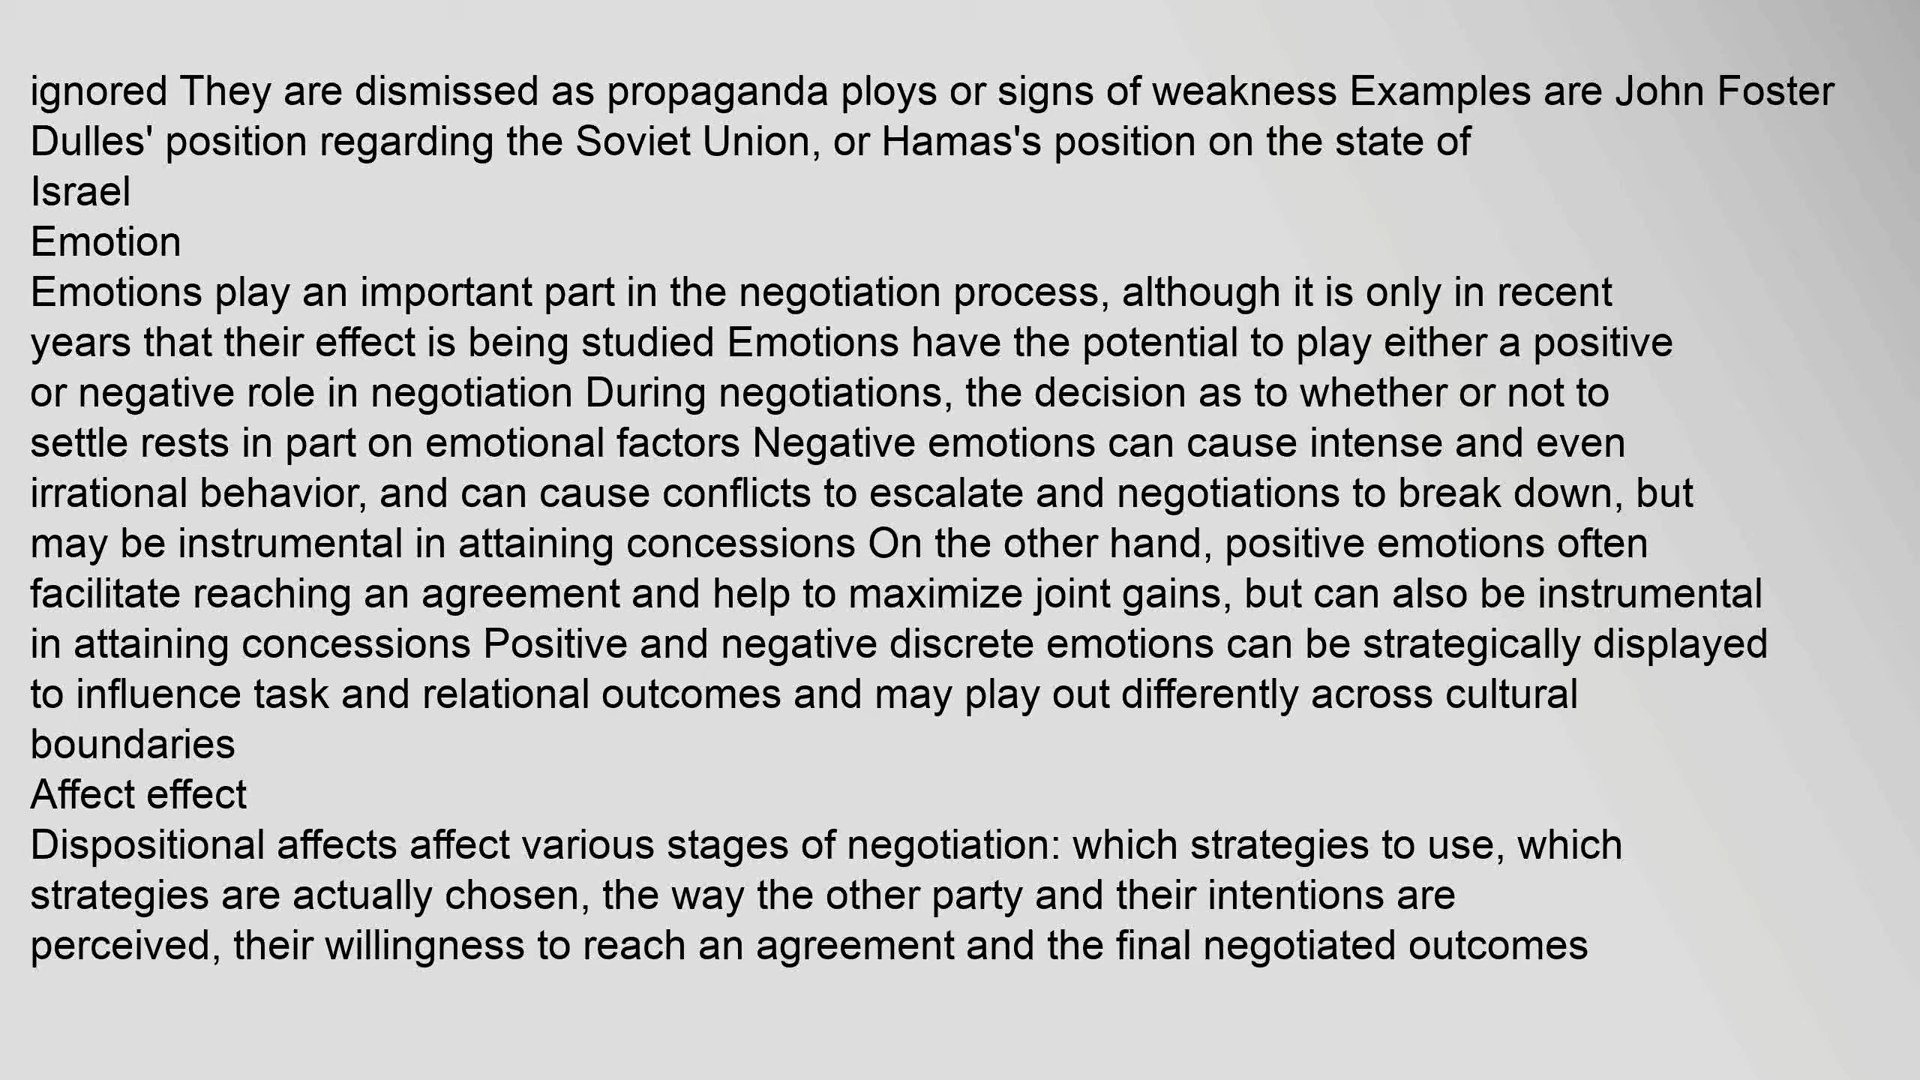 ignored They are dismissed as propaganda ploys or signs of weakness Examples are John Foster
Dulles' position regarding the Soviet Union, or Hamas's position on the state of
Israel
Emotion
Emotions play an important part in the negotiation process, although it is only in recent
years that their effect is being studied Emotions have the potential to play either a positive
or negative role in negotiation During negotiations, the decision as to whether or not to
settle rests in part on emotional factors Negative emotions can cause intense and even
irrational behavior, and can cause conflicts to escalate and negotiations to break down, but
may be instrumental in attaining concessions On the other hand, positive emotions often
facilitate reaching an agreement and help to maximize joint gains, but can also be instrumental
in attaining concessions Positive and negative discrete emotions can be strategically displayed
to influence task and relational outcomes and may play out differently across cultural
boundaries
Affect effect
Dispositional affects affect various stages of negotiation: which strategies to use, which
strategies are actually chosen, the way the other party and their intentions are
perceived, their willingness to reach an agreement and the final negotiated outcomes